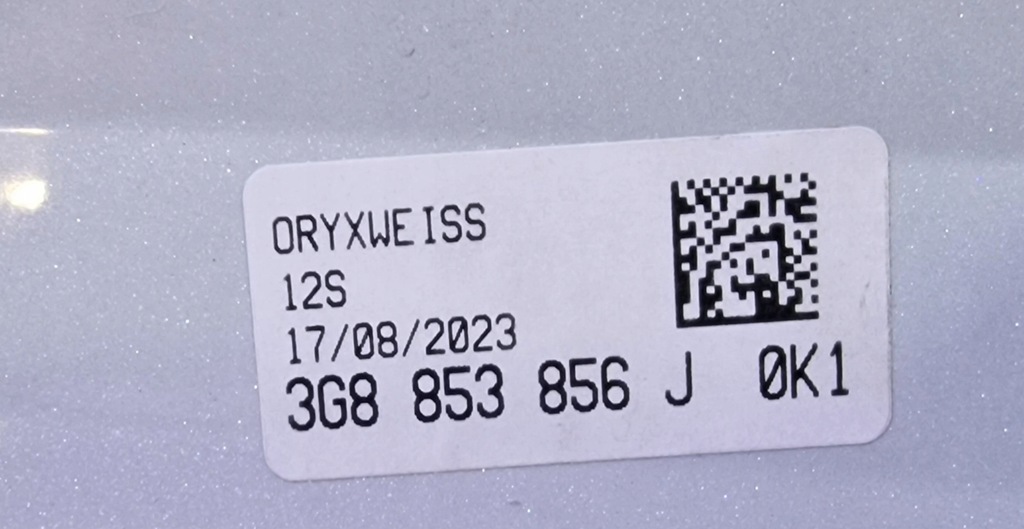 ORYXWEISS
12S
17/08/2023
3G8 853 856 J 0K1